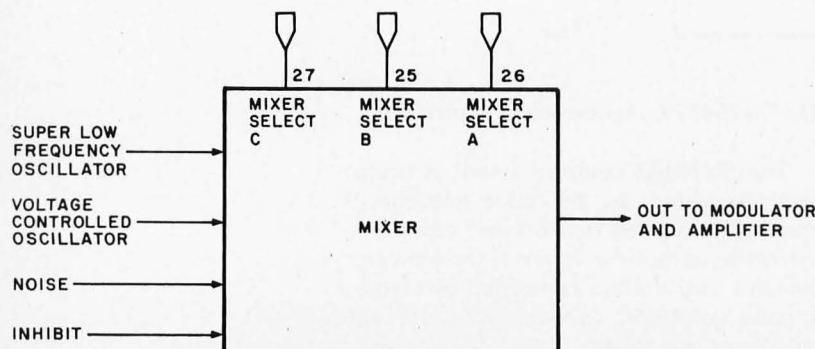 27
25
26
MIXER
SELECT
C
MIXER
SELECT
B
MIXER
SELECT
A
SUPER LOW
FREQUENCY
OSCILLATOR
VOLTAGE
CONTROLLED
OSCILLATOR
MIXER
OUT TO MODULATOR
AND AMPLIFIER
NOISE
INHIBIT